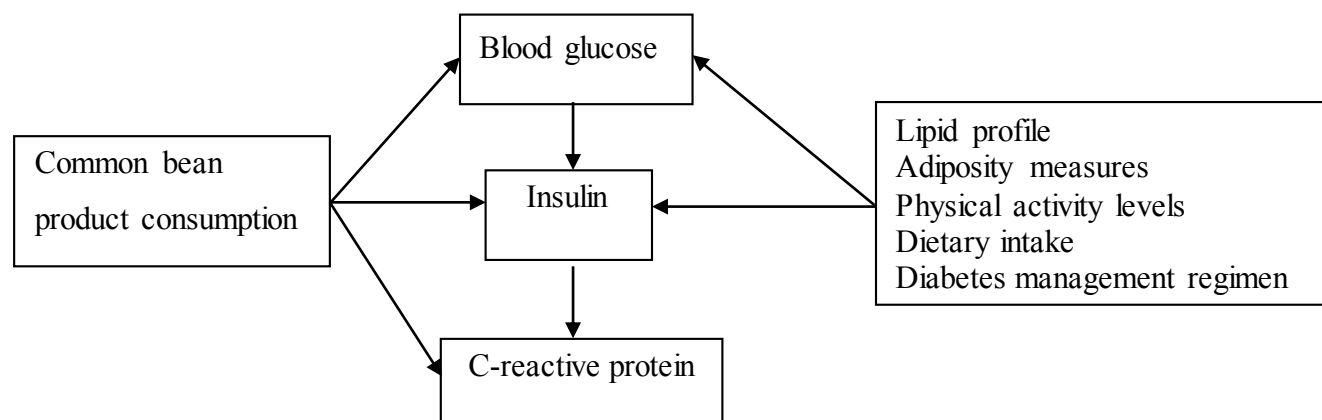 Blood glucose
Common bean
product consumption
Insulin
Lipid profile
Adiposity measures
Physical activity levels
Dietary intake
Diabetes management regimen
C-reactive protein